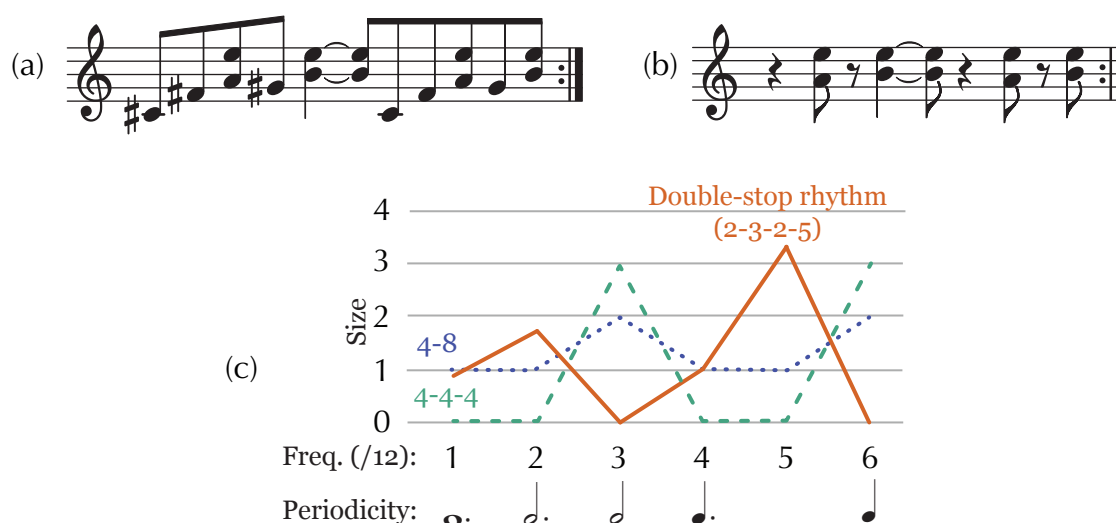 (a)
(b)
Double-stop rhythm
(2-3-2-5)
4
3
2
1
0
Size
4-8
4-4-4
(c)
Freq. (/12): 1 2 3 4 5 6
Periodicity: